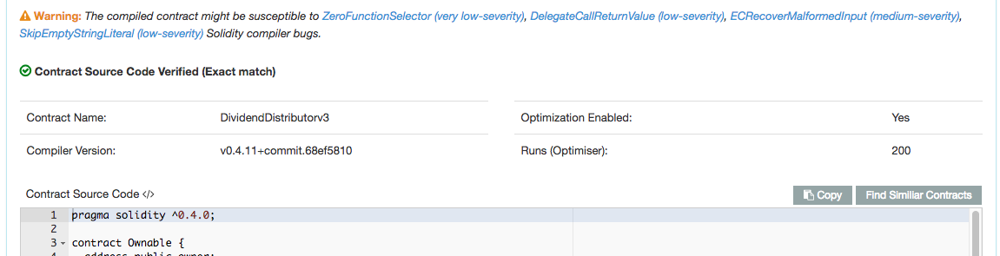 Warning: The compiled contract might be susceptible to ZeroFunctionSelector (very low-severity), DelegateCallReturnValue (low-severity), ECRecoverMalformedInput (medium-severity),
SkipEmptyStringLiteral (low-severity) Solidity compiler bugs.
Contract Source Code Verified (Exact match)
Contract Name: DividendDistributorv3
Optimization Enabled: Yes
Compiler Version: v0.4.11+commit.68ef5810
Runs (Optimiser): 200
Contract Source Code </>
Copy Find Similiar Contracts
1 pragma solidity ^0.4.0;
2
3 contract Ownable {
4 address public owner;